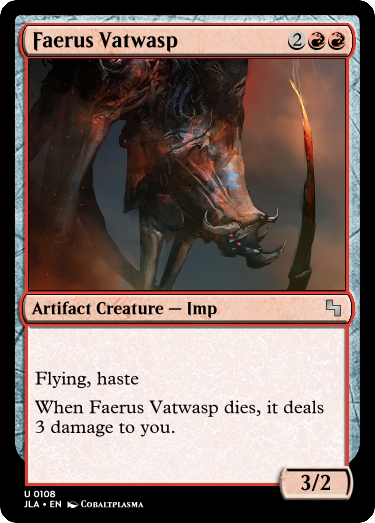 Faerus Vatwasp 2
Artifact Creature — Imp
Flying, haste
When Faerus Vatwasp dies, it deals
3 damage to you.
3/2
U 0108
JLA • EN Cobaltplasma